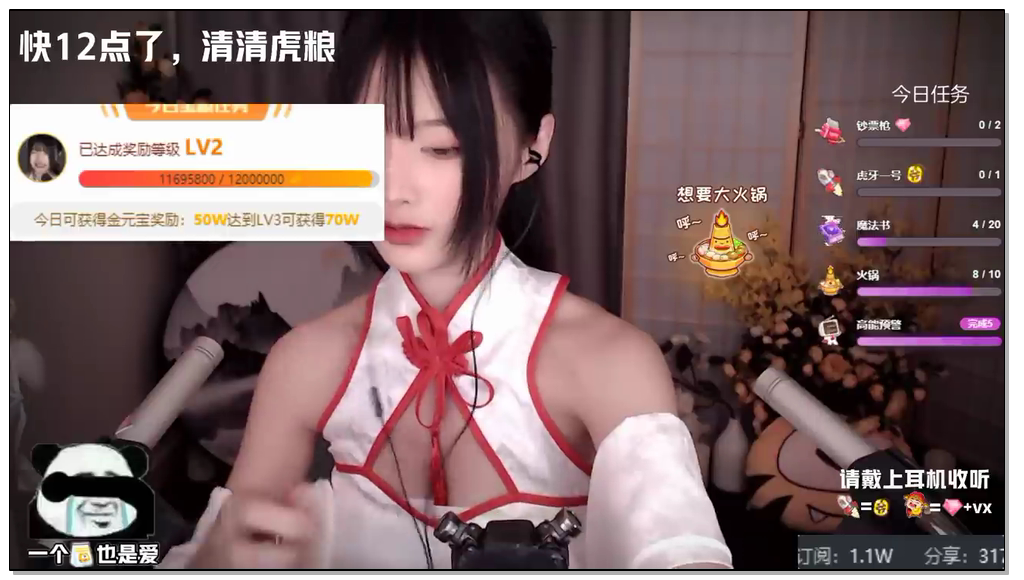 快12点了，清清虎粮
今日任务
钞票枪 0/2
已达成奖励等级 LV2
11695800 / 12000000
虎牙一号 0/1
想要大火锅
呼~
呼~
呼~
今日可获得金元宝奖励：50W达到LV3可获得70W
魔法书 4/20
火锅 8/10
高能预警
请戴上耳机收听
= = +vx
一个 也是爱
订阅：1.1W 分享：317